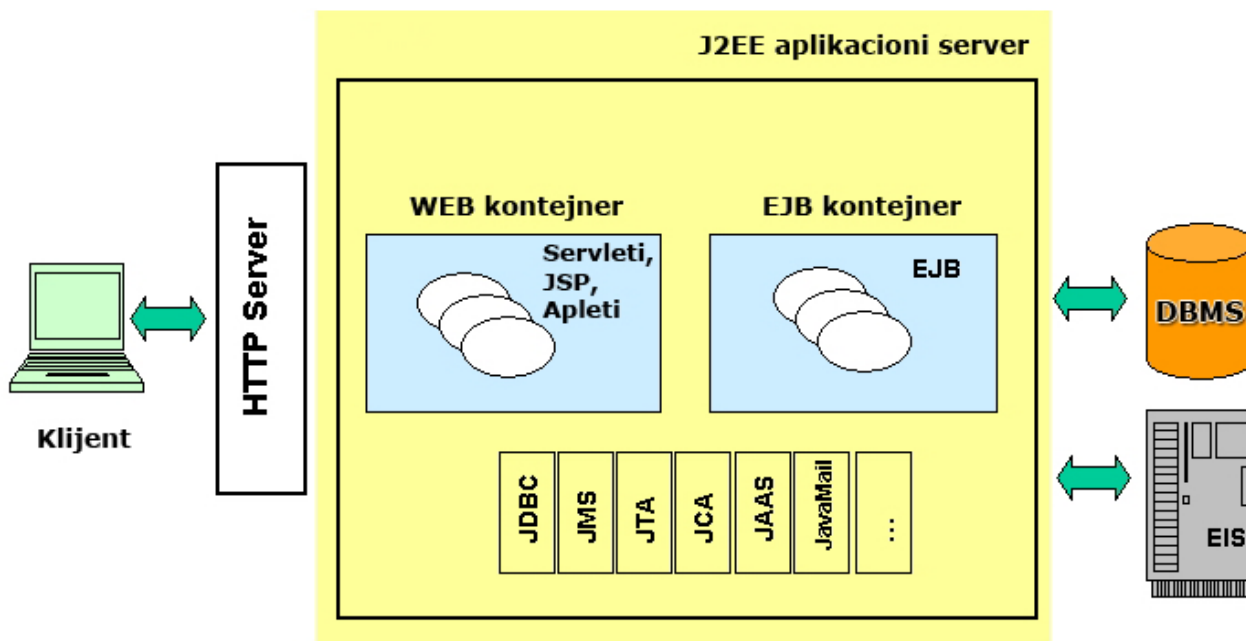 J2EE aplikacioni server
WEB kontejner
EJB kontejner
Servleti,
JSP,
Apleti
EJB
HTTP Server
Klijent
DBMS
EIS
JDBC
JMS
JTA
JCA
JAAS
JavaMail
...